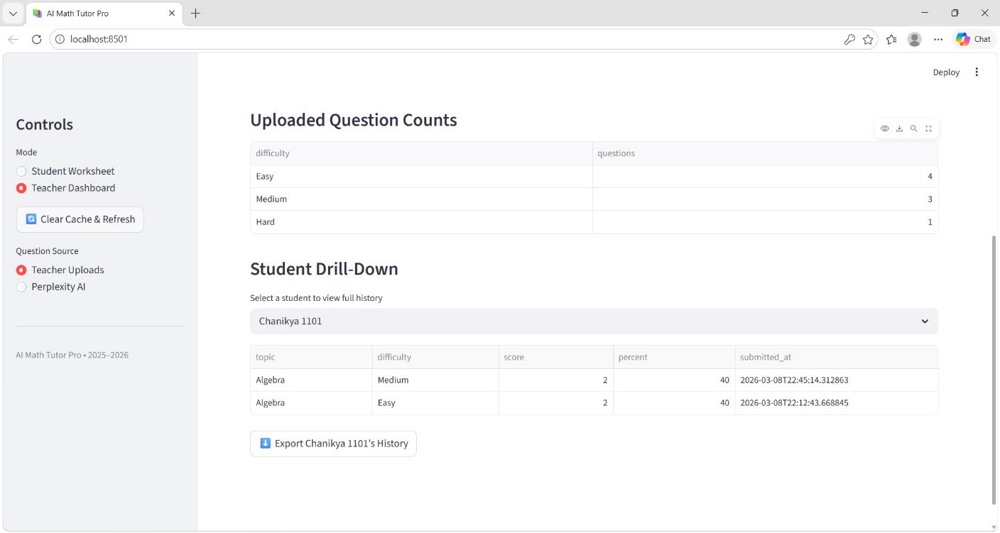 AI Math Tutor Pro
localhost:8501
Chat
Deploy
Controls
Mode
Student Worksheet
Teacher Dashboard
Clear Cache & Refresh
Question Source
Teacher Uploads
Perplexity AI
AI Math Tutor Pro • 2025–2026
Uploaded Question Counts
difficulty questions
Easy 4
Medium 3
Hard 1
Student Drill-Down
Select a student to view full history
Chanikya 1101
topic difficulty score percent submitted_at
Algebra Medium 2 40 2026-03-08T22:45:14.312863
Algebra Easy 2 40 2026-03-08T22:12:43.668845
Export Chanikya 1101's History